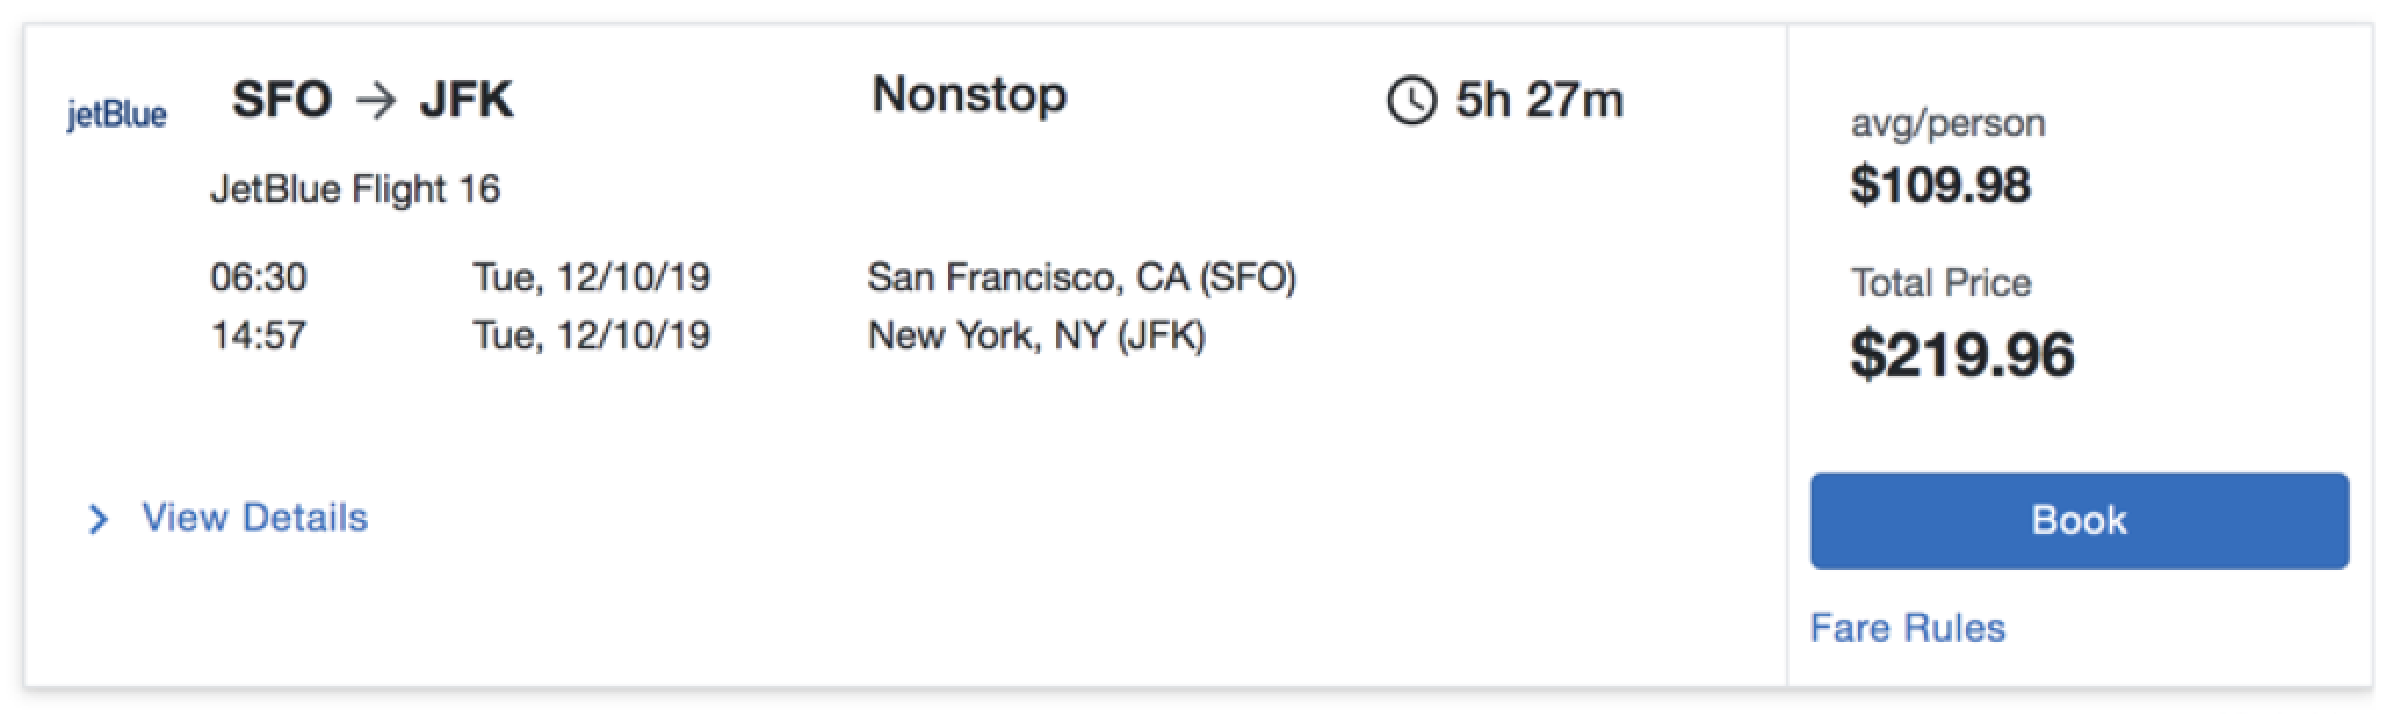 jetBlue
SFO → JFK
Nonstop
5h 27m
JetBlue Flight 16
06:30 Tue, 12/10/19 San Francisco, CA (SFO)
14:57 Tue, 12/10/19 New York, NY (JFK)
View Details
avg/person
$109.98
Total Price
$219.96
Book
Fare Rules